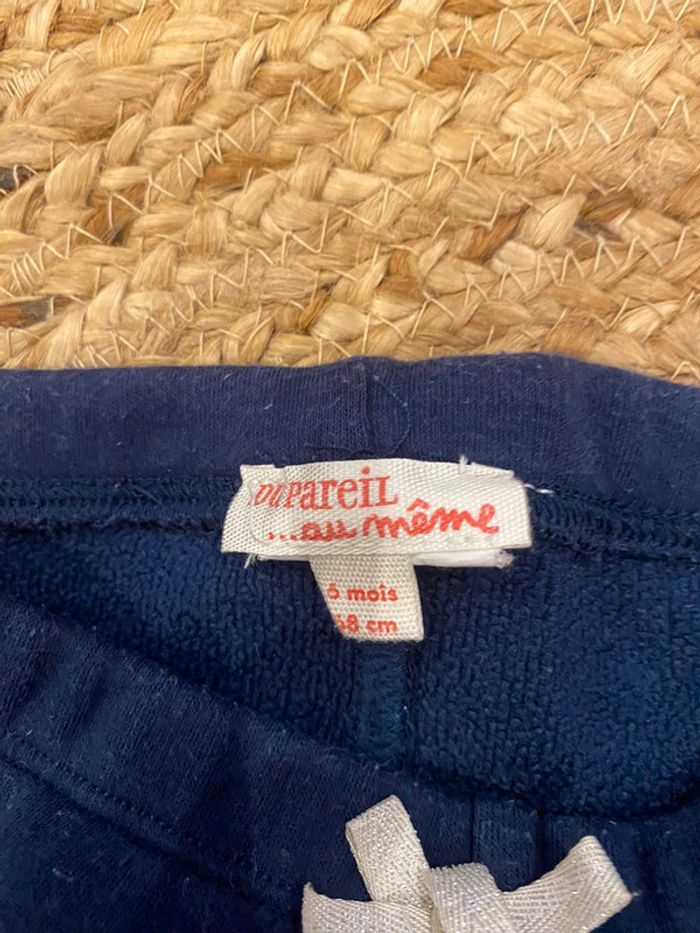 DuPareiL
...au même
6 mois
68 cm